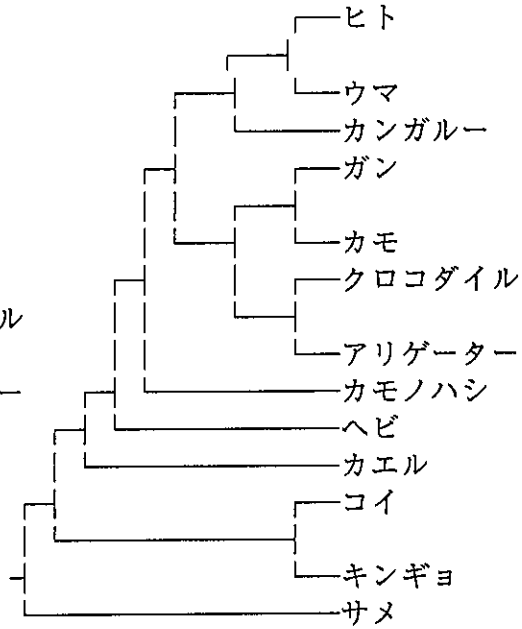 ヒト
ウマ
カンガルー
ガン
カモ
クロコダイル
ル
アリゲーター
ー
カモノハシ
ヘビ
カエル
コイ
キンギョ
サメ